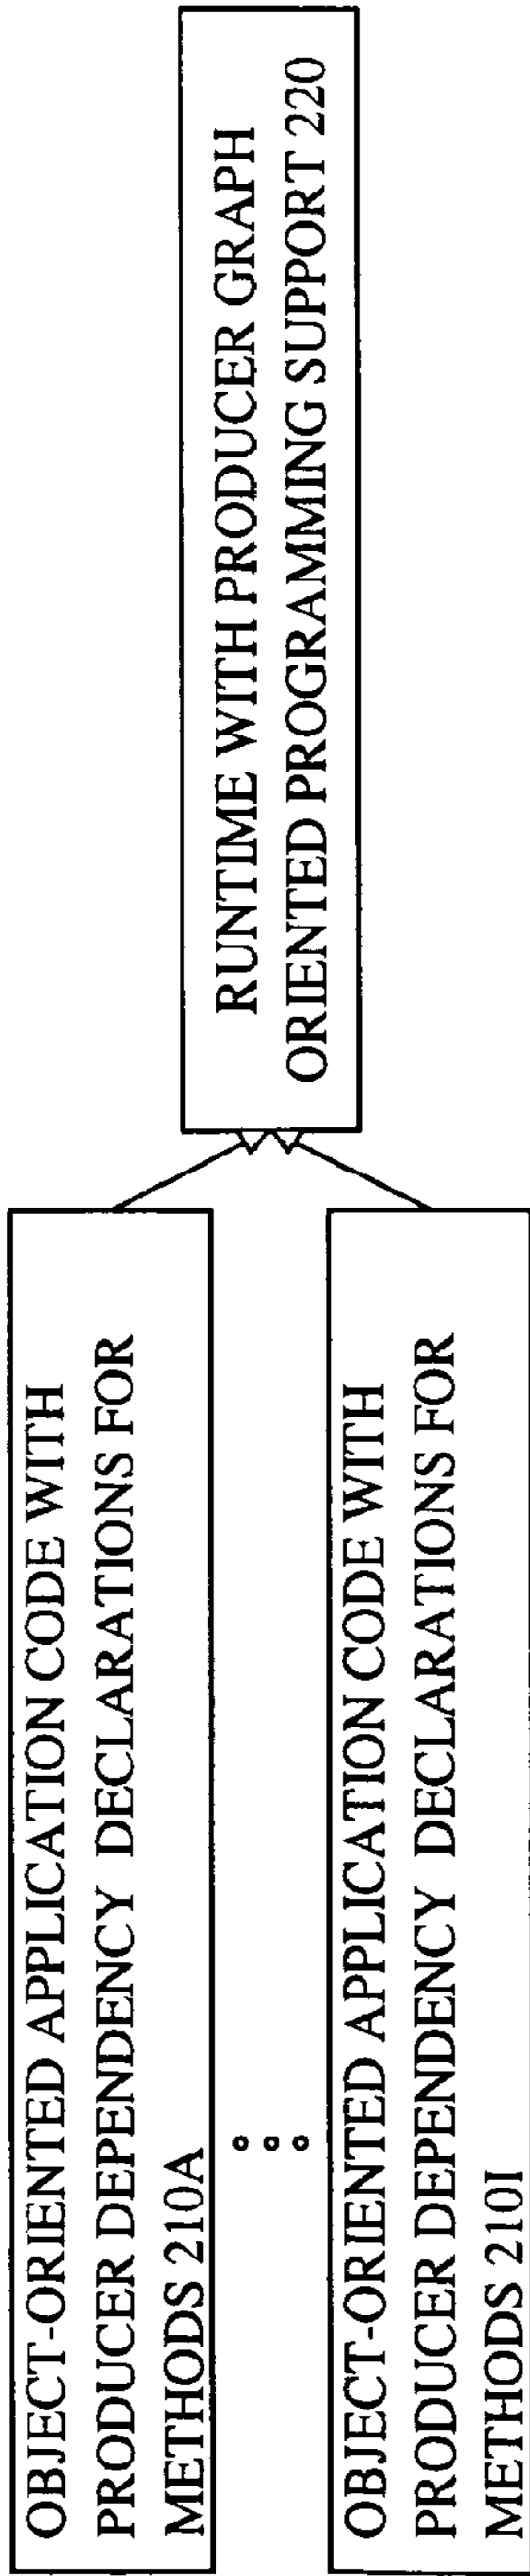 OBJECT-ORIENTED APPLICATION CODE WITH
PRODUCER DEPENDENCY DECLARATIONS FOR
METHODS 210A
OBJECT-ORIENTED APPLICATION CODE WITH
PRODUCER DEPENDENCY DECLARATIONS FOR
METHODS 210I
RUNTIME WITH PRODUCER GRAPH
ORIENTED PROGRAMMING SUPPORT 220